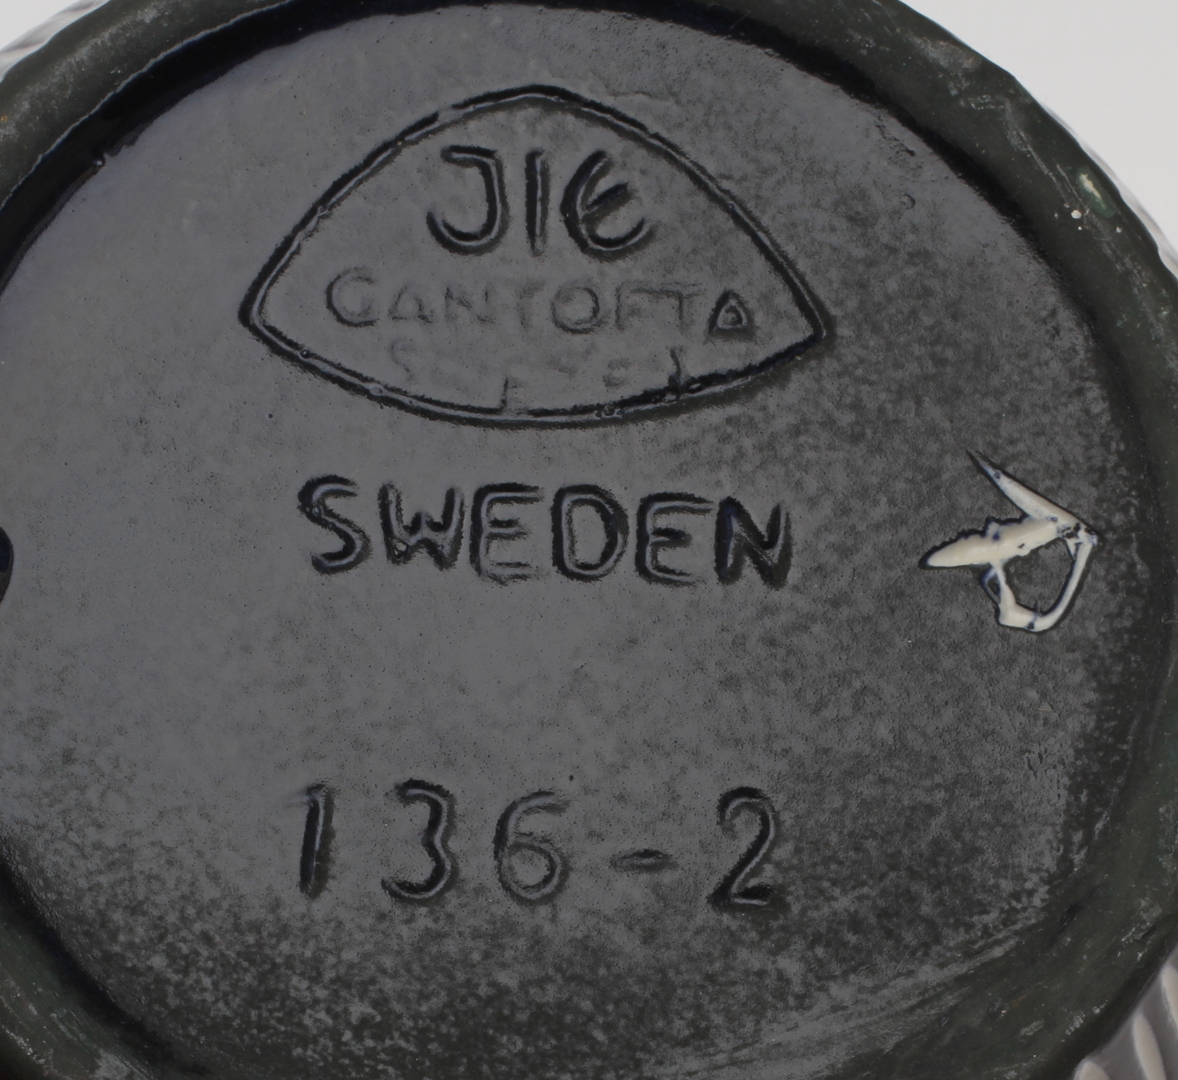 JIE
GANTOFTA
SWEDEN
136-2